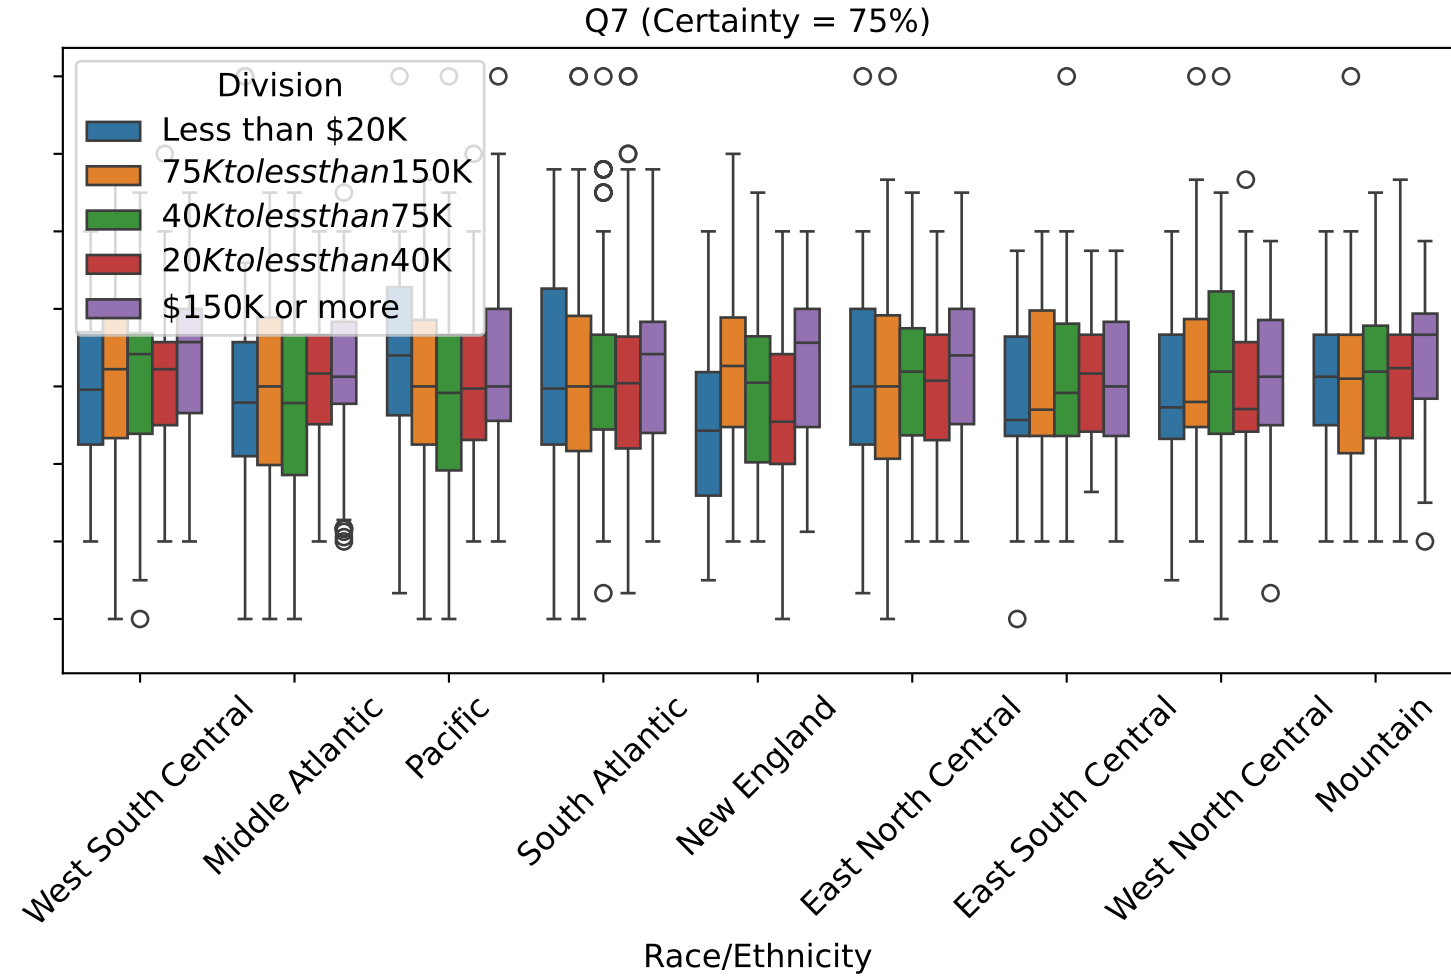 Q7 (Certainty = 75%)
Division
Less than $20K
75Ktolessthan150K
40Ktolessthan75K
20Ktolessthan40K
$150K or more
West South Central
Middle Atlantic
Pacific
South Atlantic
New England
East North Central
East South Central
West North Central
Mountain
Race/Ethnicity